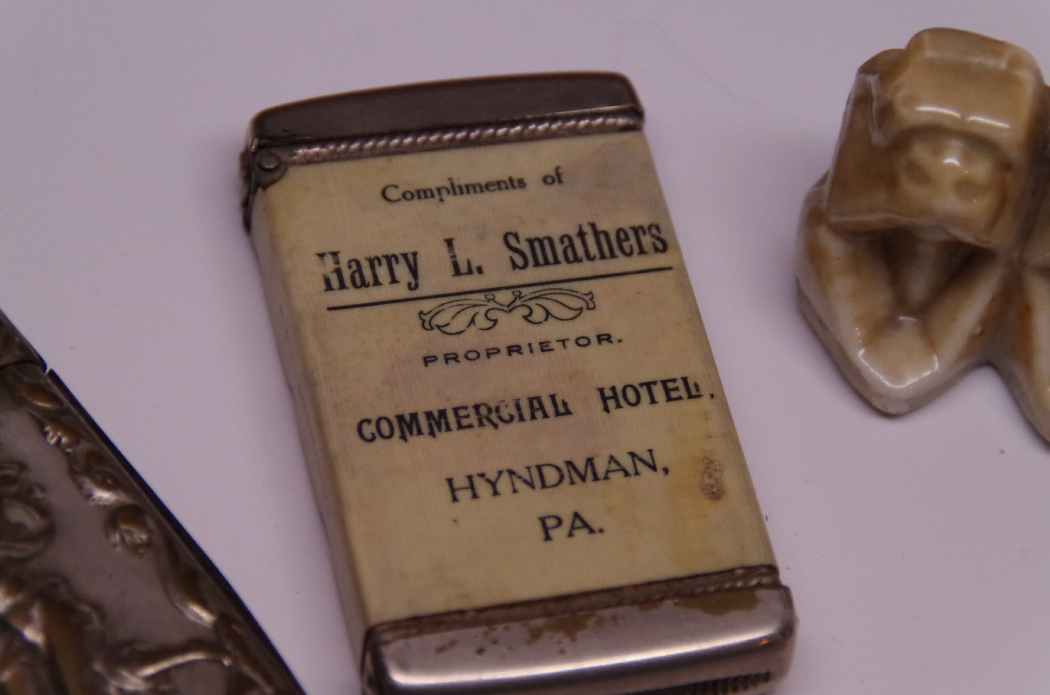 Compliments of
Harry L. Smathers
PROPRIETOR.
COMMERCIAL HOTEL.
HYNDMAN,
PA.